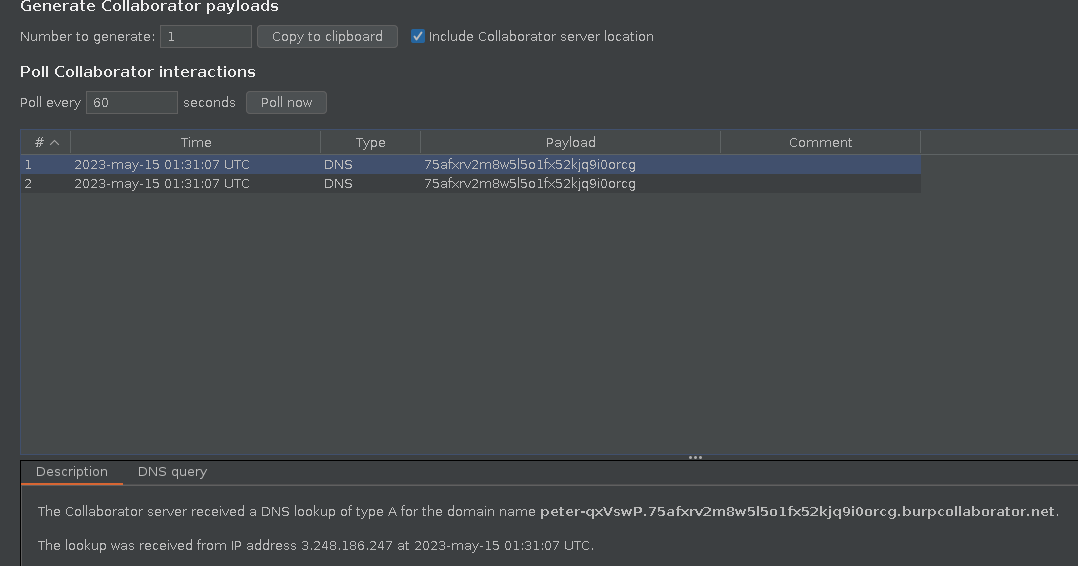 Generate Collaborator payloads
Number to generate: 1 Copy to clipboard Include Collaborator server location
Poll Collaborator interactions
Poll every 60 seconds Poll now
# Time Type Payload Comment
1 2023-may-15 01:31:07 UTC DNS 75afxrv2m8w5l5o1fx52kjq9i0orcg
2 2023-may-15 01:31:07 UTC DNS 75afxrv2m8w5l5o1fx52kjq9i0orcg
Description DNS query
The Collaborator server received a DNS lookup of type A for the domain name peter-qxVswP.75afxrv2m8w5l5o1fx52kjq9i0orcg.burpcollaborator.net.
The lookup was received from IP address 3.248.186.247 at 2023-may-15 01:31:07 UTC.